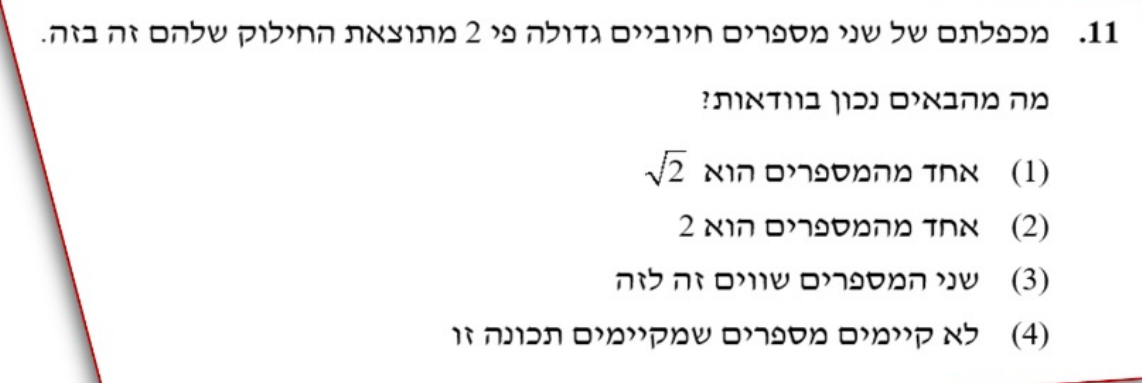 11. מכפלתם של שני מספרים חיוביים גדולה פי 2 מתוצאת החילוק שלהם זה בזה.
מה מהבאים נכון בוודאות?
(1) אחד מהמספרים הוא √2
(2) אחד מהמספרים הוא 2
(3) שני המספרים שווים זה לזה
(4) לא קיימים מספרים שמקיימים תכונה זו